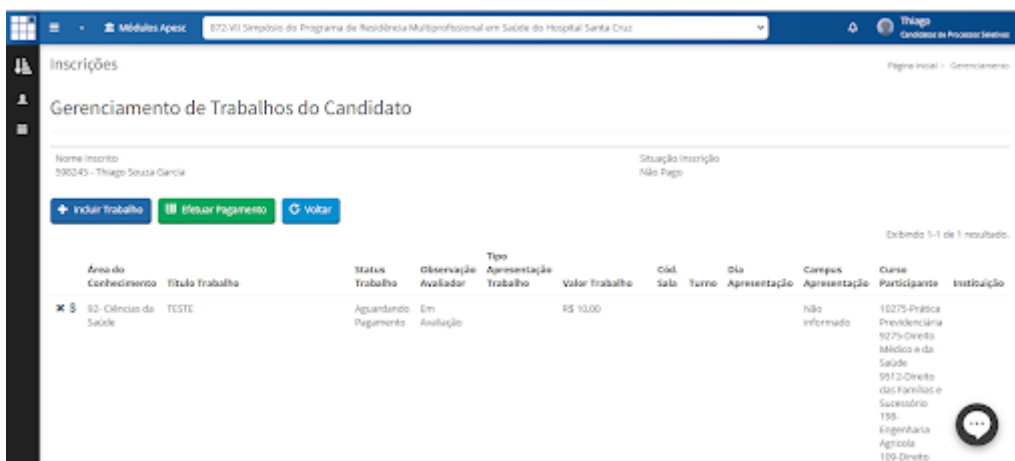 Módulos Apesc
872-VII Simpósio do Programa de Residência Multiprofissional em Saúde do Hospital Santa Cruz
Thiago
Candidatos de Processos Seletivos
Inscrições
Página Inicial > Gerenciamento
Gerenciamento de Trabalhos do Candidato
Nome Inscrito
Situação Inscrição
598245 - Thiago Souza Garcia
Não Pago
Incluir Trabalho
Efetuar Pagamento
Voltar
Exibindo 1-1 de 1 resultado.
Área do Conhecimento
Título Trabalho
Status Trabalho
Observação Avaliador
Tipo Apresentação Trabalho
Valor Trabalho
Cód. Sala
Turno
Dia Apresentação
Campus Apresentação
Curso Participante
Instituição
$ 92- Ciências da Saúde
TESTE
Aguardando Pagamento
Em Avaliação
R$ 10,00
Não Informado
10275-Prática
Previdenciária
9275-Direito
Médico e da
Saúde
9512-Direito
das Famílias e
Sucessório
198-
Engenharia
Agrícola
109-Direito